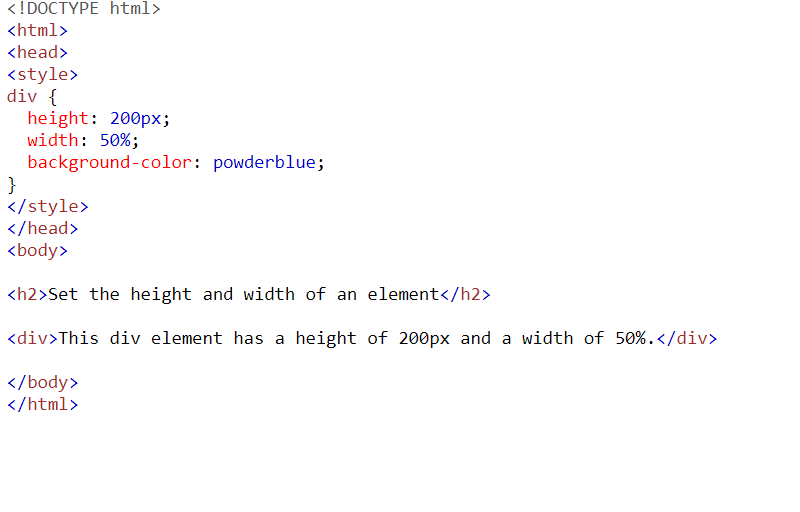 <!DOCTYPE html>
<html>
<head>
<style>
div {
  height: 200px;
  width: 50%;
  background-color: powderblue;
}
</style>
</head>
<body>

<h2>Set the height and width of an element</h2>

<div>This div element has a height of 200px and a width of 50%.</div>

</body>
</html>